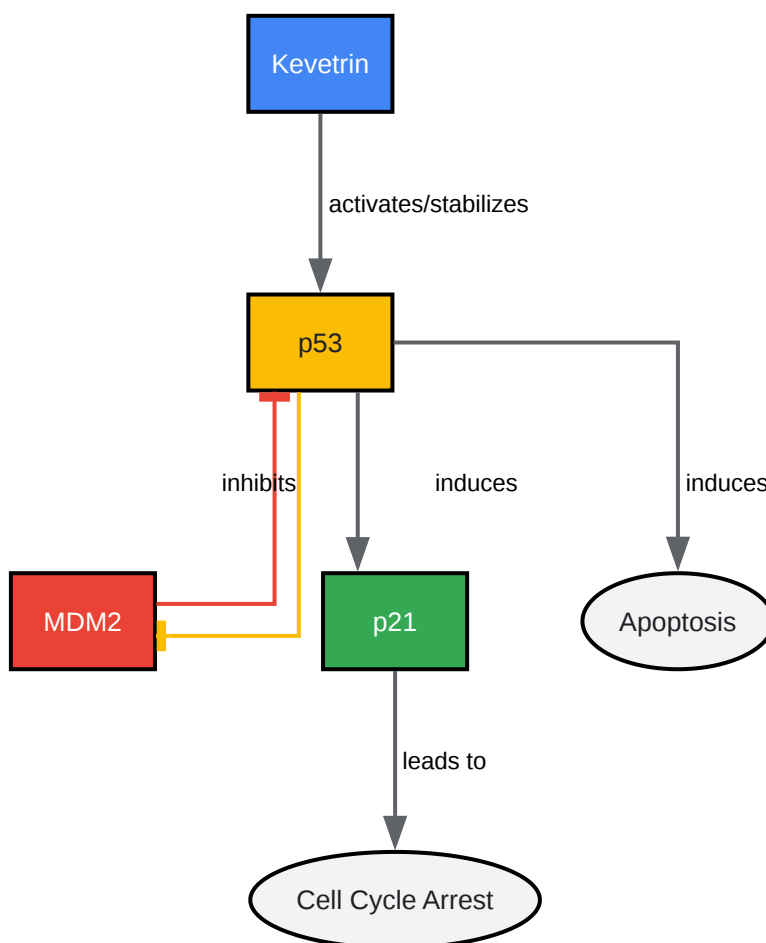 Kevetrin
activates/stabilizes
p53
inhibits
induces
induces
MDM2
p21
Apoptosis
leads to
Cell Cycle Arrest